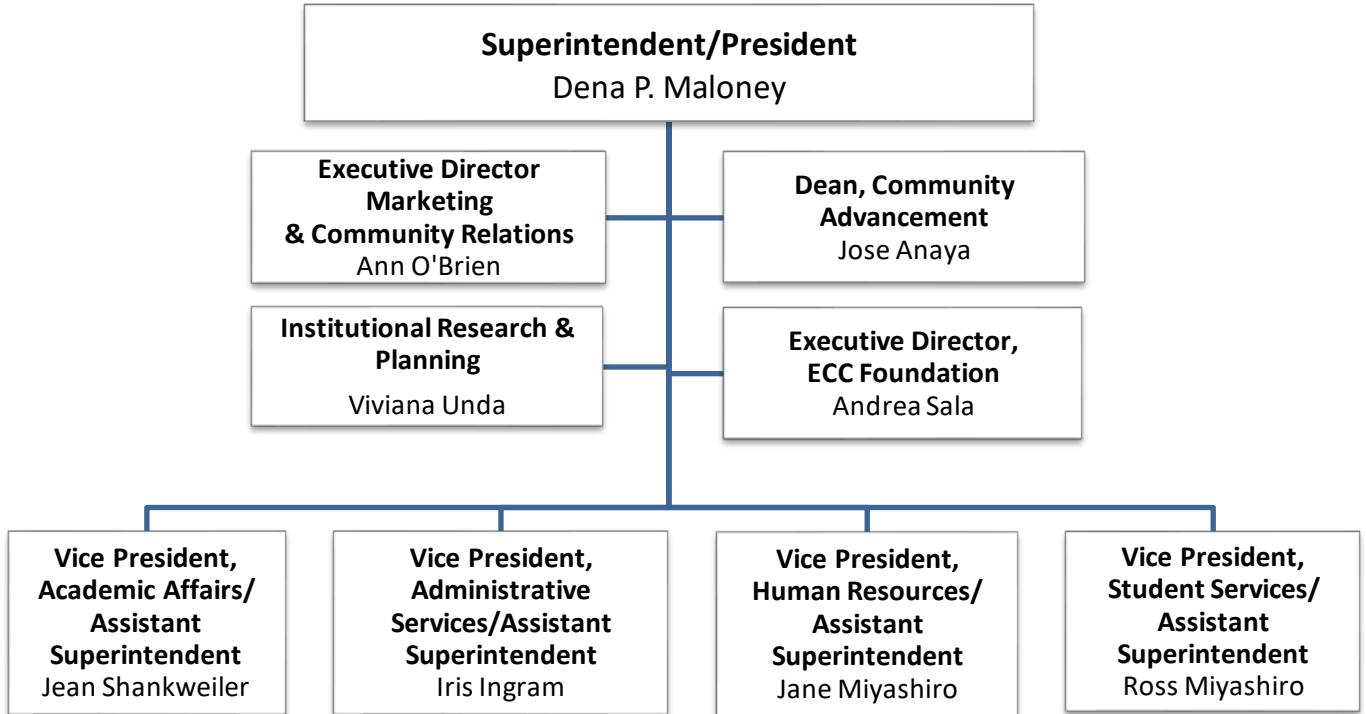 Superintendent/President
Dena P. Maloney
Executive Director
Marketing
& Community Relations
Ann O'Brien
Dean, Community
Advancement
Jose Anaya
Institutional Research &
Planning
Viviana Unda
Executive Director,
ECC Foundation
Andrea Sala
Vice President,
Academic Affairs/
Assistant
Superintendent
Jean Shankweiler
Vice President,
Administrative
Services/Assistant
Superintendent
Iris Ingram
Vice President,
Human Resources/
Assistant
Superintendent
Jane Miyashiro
Vice President,
Student Services/
Assistant
Superintendent
Ross Miyashiro